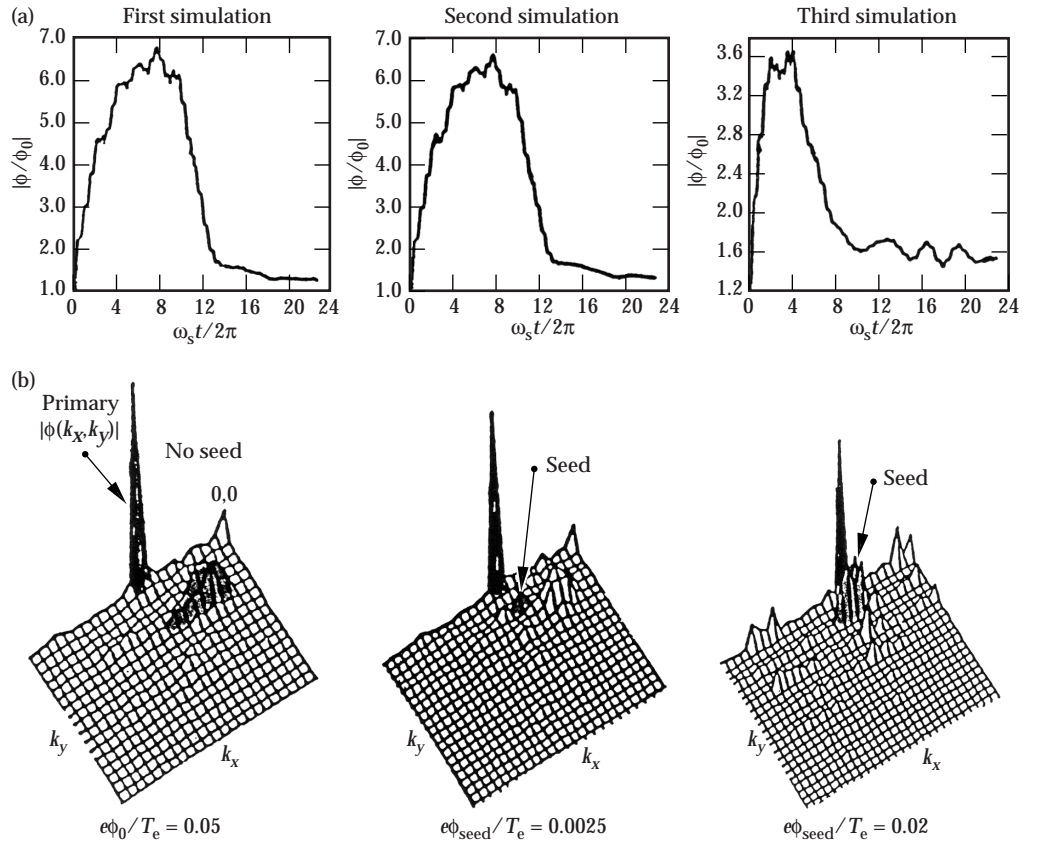 (a) First simulation Second simulation Third simulation
7.0
6.0
5.0
4.0
3.0
2.0
1.0
|ϕ/ϕ0|
0 4 8 12 16 20 24
ωst/2π
7.0
6.0
5.0
4.0
3.0
2.0
1.0
|ϕ/ϕ0|
0 4 8 12 16 20 24
ωst/2π
3.6
3.2
2.8
2.4
2.0
1.6
1.2
|ϕ/ϕ0|
0 4 8 12 16 20 24
ωst/2π
(b)
Primary
|ϕ(kx,ky)|
No seed
0,0
ky
kx
eϕ0/Te = 0.05
Seed
ky
kx
eϕseed/Te = 0.0025
Seed
ky
kx
eϕseed/Te = 0.02